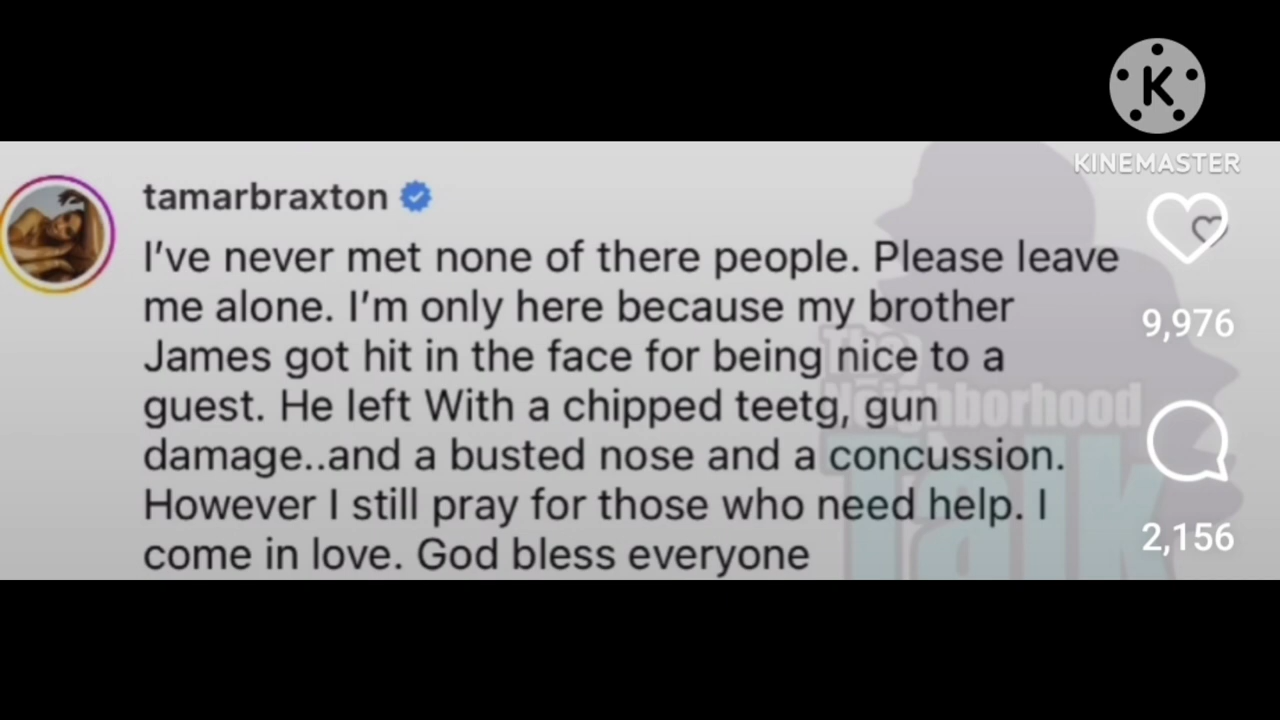 K
KINEMASTER
tamarbraxton
I've never met none of there people. Please leave
me alone. I'm only here because my brother
James got hit in the face for being nice to a
guest. He left With a chipped teetg, gun
damage..and a busted nose and a concussion.
However I still pray for those who need help. I
come in love. God bless everyone
The
Neighborhood
Talk
9,976
2,156